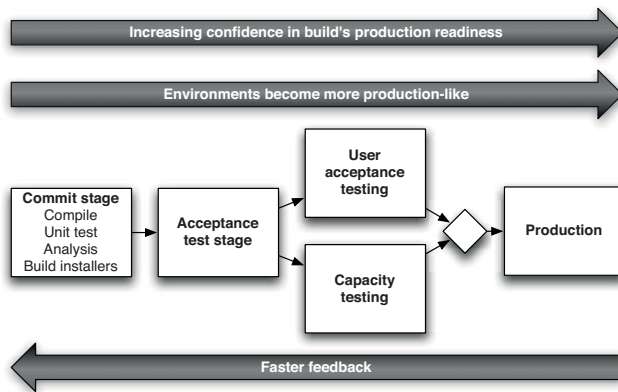 Increasing confidence in build's production readiness
Environments become more production-like
Commit stage
Compile
Unit test
Analysis
Build installers
Acceptance
test stage
User
acceptance
testing
Capacity
testing
Production
Faster feedback